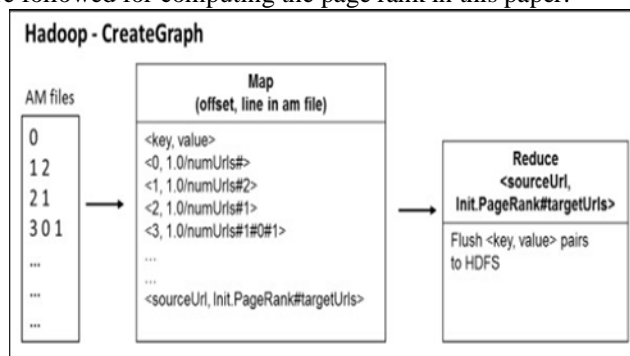 e followed for computing the page rank in this paper.
Hadoop - CreateGraph
AM files
0
1 2
2 1
3 0 1
...
...
...
Map
(offset, line in am file)
<key, value>
<0, 1.0/numUrls#>
<1, 1.0/numUrls#2>
<2, 1.0/numUrls#1>
<3, 1.0/numUrls#1#0#1>
...
...
<sourceUrl, Init.PageRank#targetUrls>
Reduce
<sourceUrl,
Init.PageRank#targetUrls>
Flush <key, value> pairs
to HDFS